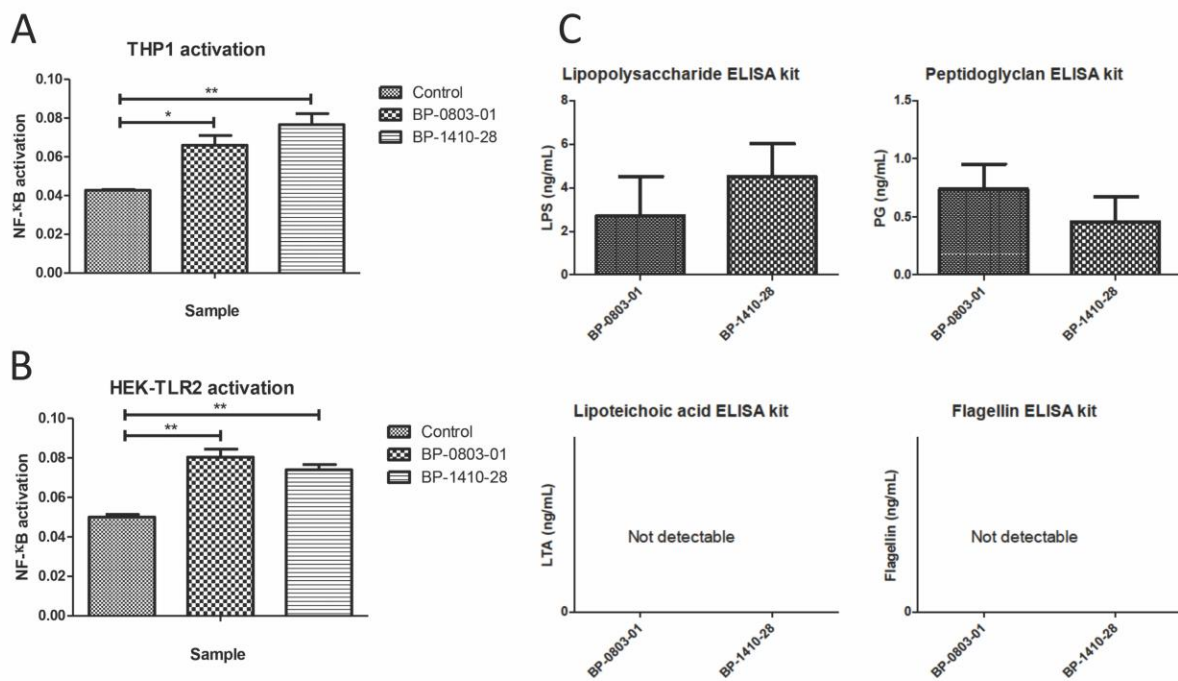 A
THP1 activation
NF-κB activation
0.10
0.08
0.06
0.04
0.02
0.00
*
**
Sample
Control
BP-0803-01
BP-1410-28
B
HEK-TLR2 activation
NF-κB activation
0.10
0.08
0.06
0.04
0.02
0.00
**
**
Sample
Control
BP-0803-01
BP-1410-28
C
Lipopolysaccharide ELISA kit
LPS (ng/mL)
8
6
4
2
0
BP-0803-01
BP-1410-28
Peptidoglyclan ELISA kit
PG (ng/mL)
1.5
1.0
0.5
0.0
BP-0803-01
BP-1410-28
Lipoteichoic acid ELISA kit
LTA (ng/mL)
Not detectable
0
BP-0803-01
BP-1410-28
Flagellin ELISA kit
Flagellin (ng/mL)
Not detectable
0
BP-0803-01
BP-1410-28